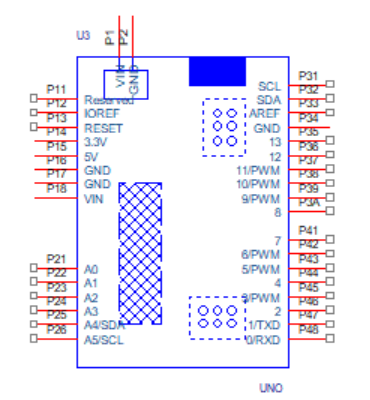 U3
P1
P2
VIN
GND
P11 Reserved
P12 IOREF
P13 RESET
P14 3.3V
P15 5V
P16 GND
P17 GND
P18 VIN
P21 A0
P22 A1
P23 A2
P24 A3
P25 A4/SDA
P26 A5/SCL
SCL P31
SDA P32
AREF P33
GND P34
13 P35
12 P36
11/PWM P37
10/PWM P38
9/PWM P39
8 P3A
7 P41
6/PWM P42
5/PWM P43
4 P44
3/PWM P45
2 P46
1/TXD P47
0/RXD P48
UNO